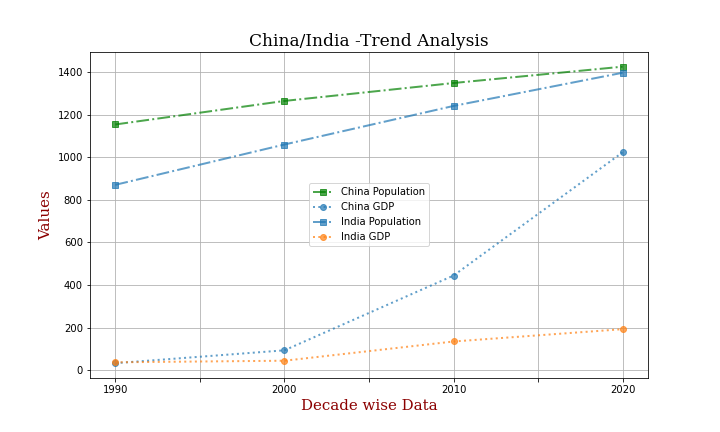 China/India -Trend Analysis
1400
1200
1000
800
600
400
200
0
Values
China Population
China GDP
India Population
India GDP
1990
2000
2010
2020
Decade wise Data